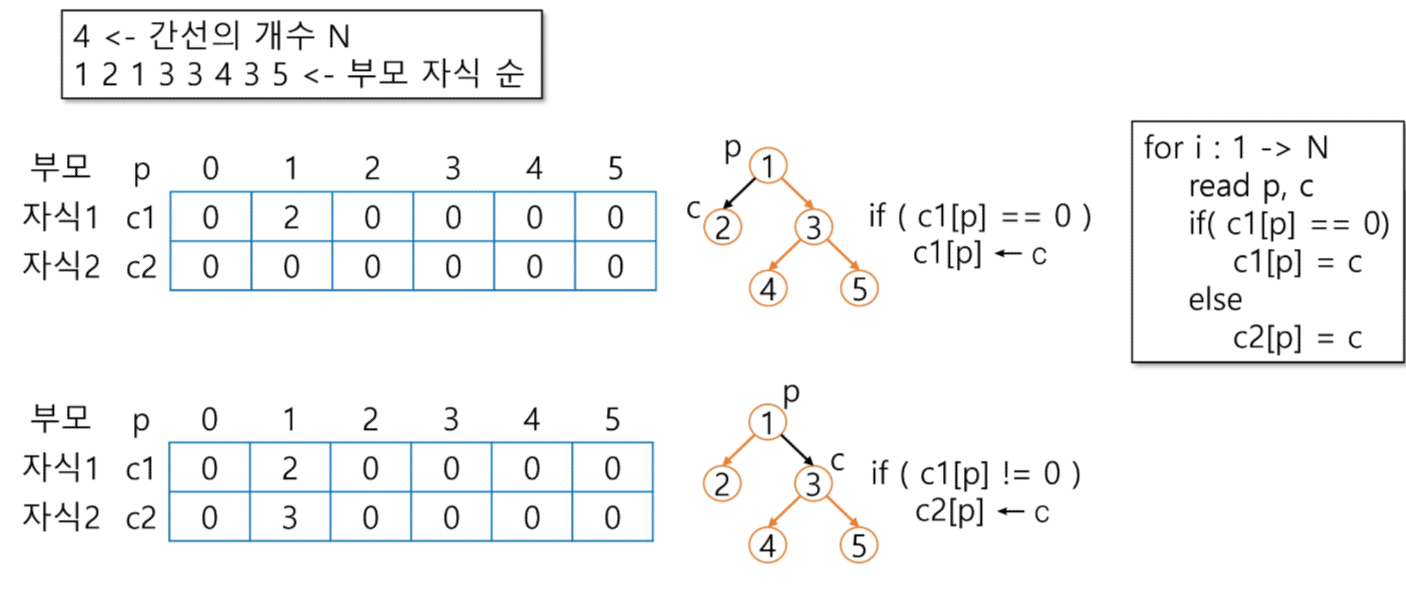 4 <- 간선의 개수 N
1 2 1 3 3 4 3 5 <- 부모 자식 순
부모 p 0 1 2 3 4 5
자식1 c1 0 2 0 0 0 0
자식2 c2 0 0 0 0 0 0
p
1
c
2 3
4 5
if ( c1[p] == 0 )
c1[p] ← c
for i : 1 -> N
read p, c
if( c1[p] == 0)
c1[p] = c
else
c2[p] = c
부모 p 0 1 2 3 4 5
자식1 c1 0 2 0 0 0 0
자식2 c2 0 3 0 0 0 0
p
1
c
2 3
4 5
if ( c1[p] != 0 )
c2[p] ← c